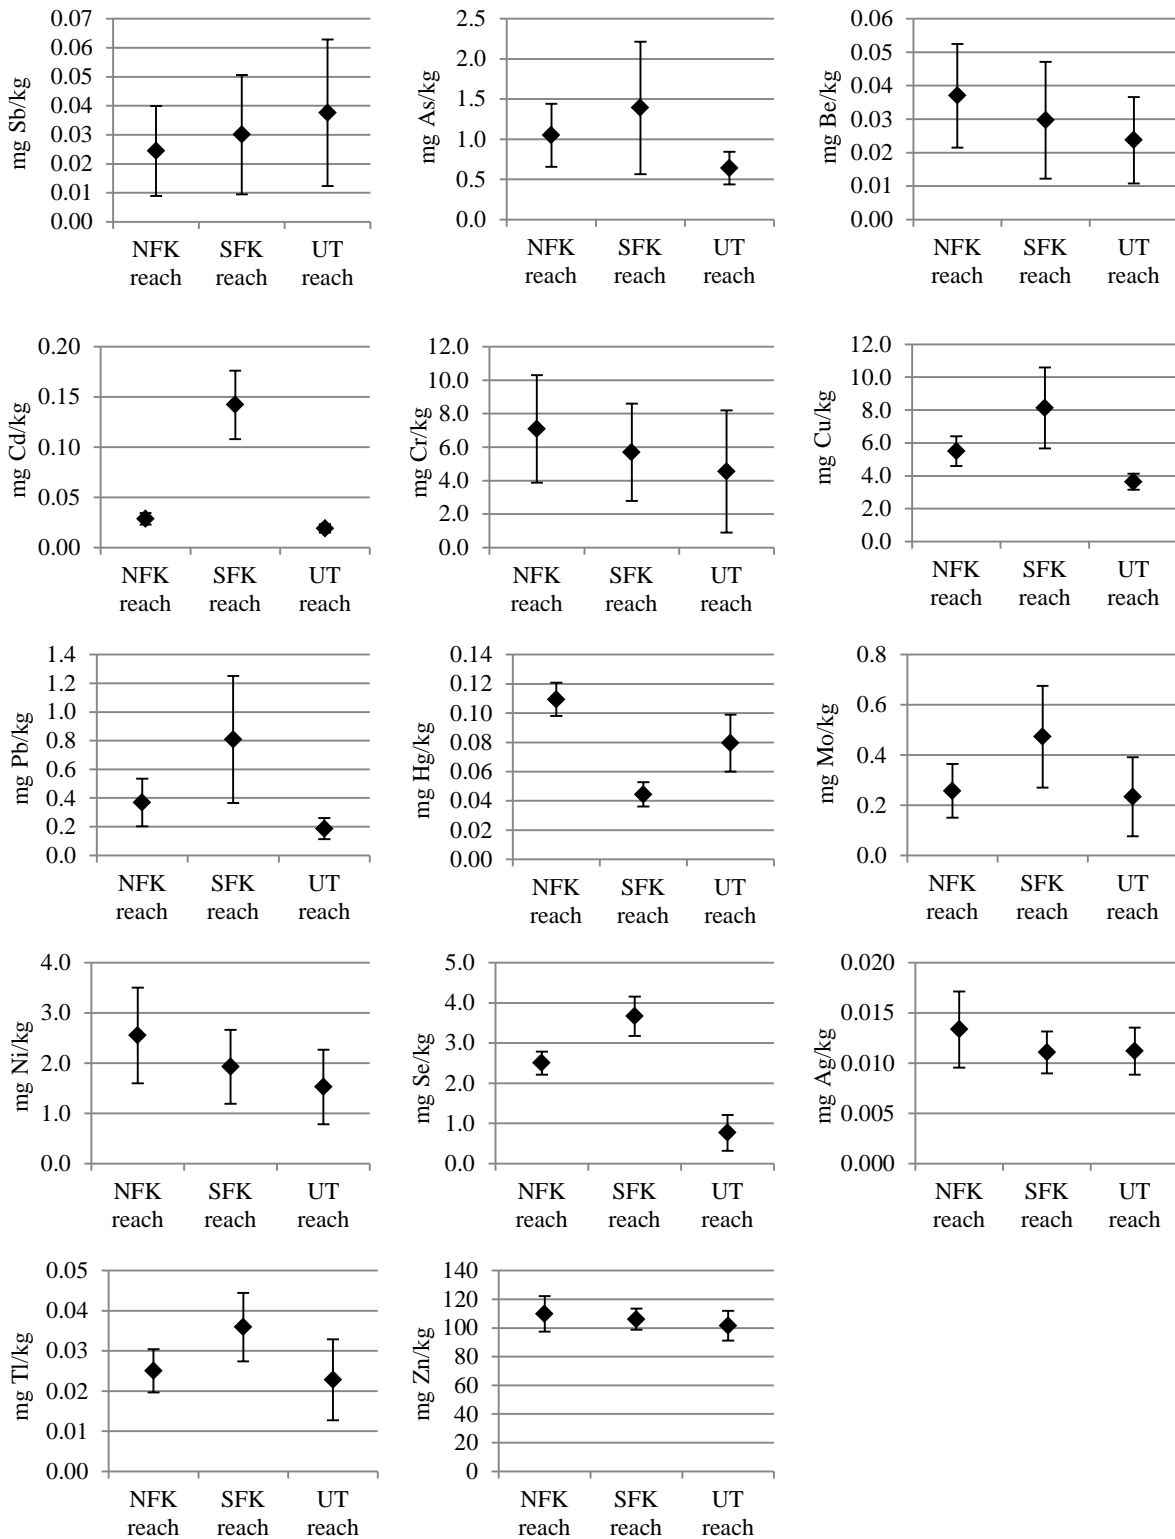 mg Sb/kg
0.07
0.06
0.05
0.04
0.03
0.02
0.01
0.00
NFK reach
SFK reach
UT reach
mg As/kg
2.5
2.0
1.5
1.0
0.5
0.0
NFK reach
SFK reach
UT reach
mg Be/kg
0.06
0.05
0.04
0.03
0.02
0.01
0.00
NFK reach
SFK reach
UT reach
mg Cd/kg
0.20
0.15
0.10
0.05
0.00
NFK reach
SFK reach
UT reach
mg Cr/kg
12.0
10.0
8.0
6.0
4.0
2.0
0.0
NFK reach
SFK reach
UT reach
mg Cu/kg
12.0
10.0
8.0
6.0
4.0
2.0
0.0
NFK reach
SFK reach
UT reach
mg Pb/kg
1.4
1.2
1.0
0.8
0.6
0.4
0.2
0.0
NFK reach
SFK reach
UT reach
mg Hg/kg
0.14
0.12
0.10
0.08
0.06
0.04
0.02
0.00
NFK reach
SFK reach
UT reach
mg Mo/kg
0.8
0.6
0.4
0.2
0.0
NFK reach
SFK reach
UT reach
mg Ni/kg
4.0
3.0
2.0
1.0
0.0
NFK reach
SFK reach
UT reach
mg Se/kg
5.0
4.0
3.0
2.0
1.0
0.0
NFK reach
SFK reach
UT reach
mg Ag/kg
0.020
0.015
0.010
0.005
0.000
NFK reach
SFK reach
UT reach
mg Tl/kg
0.05
0.04
0.03
0.02
0.01
0.00
NFK reach
SFK reach
UT reach
mg Zn/kg
140
120
100
80
60
40
20
0
NFK reach
SFK reach
UT reach